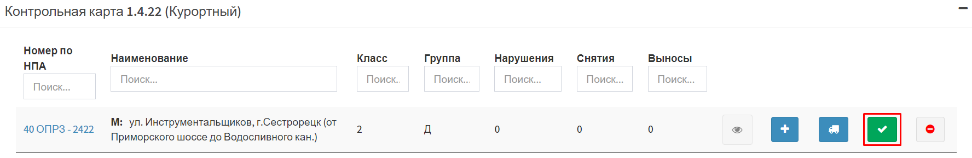 Контрольная карта 1.4.22 (Курортный)
Номер по
НПА
Наименование
Класс
Группа
Нарушения
Снятия
Выносы
Поиск...
Поиск...
Поиск..
Поиск...
Поиск...
Поиск...
Поиск...
40 ОПРЗ - 2422
М: ул. Инструментальщиков, г.Сестрорецк (от
Приморского шоссе до Водосливного кан.)
2
Д
0
0
0